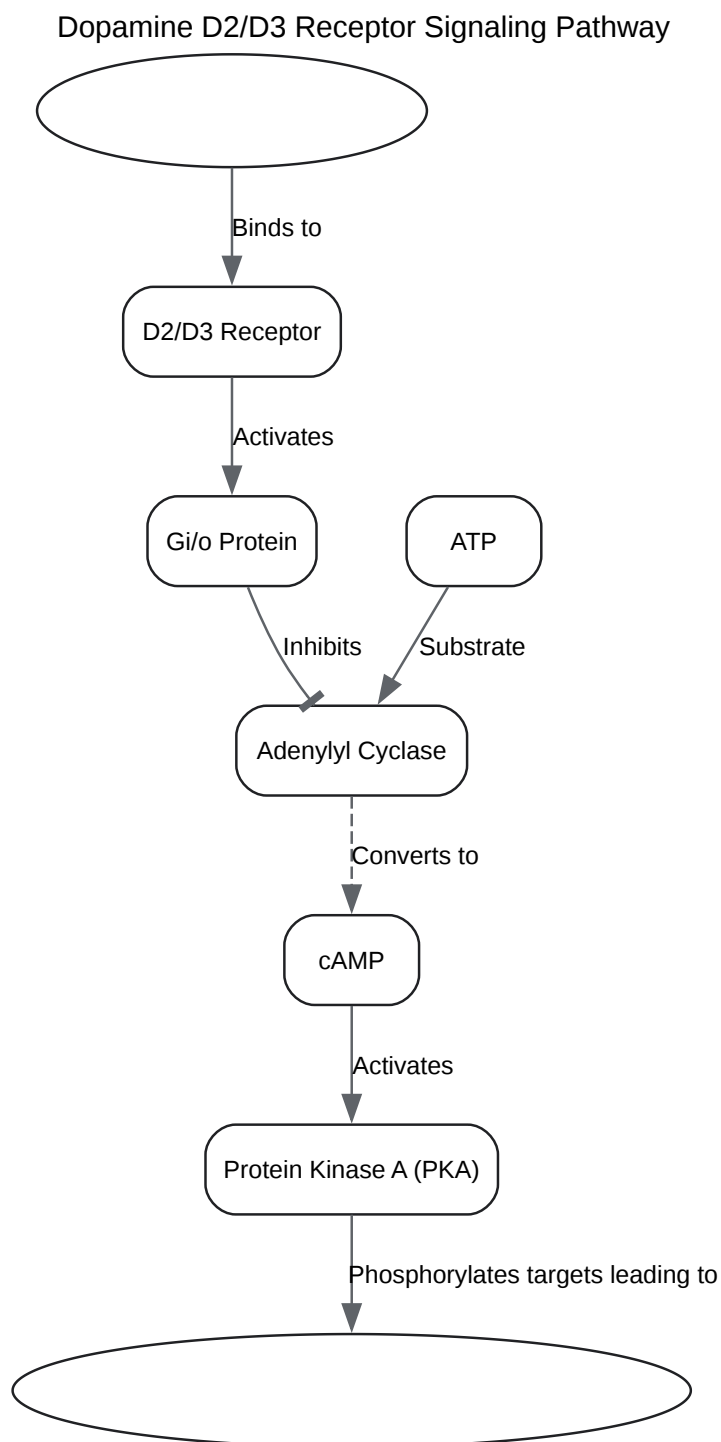 Dopamine D2/D3 Receptor Signaling Pathway
Binds to
D2/D3 Receptor
Activates
Gi/o Protein
ATP
Inhibits
Substrate
Adenylyl Cyclase
Converts to
cAMP
Activates
Protein Kinase A (PKA)
Phosphorylates targets leading to